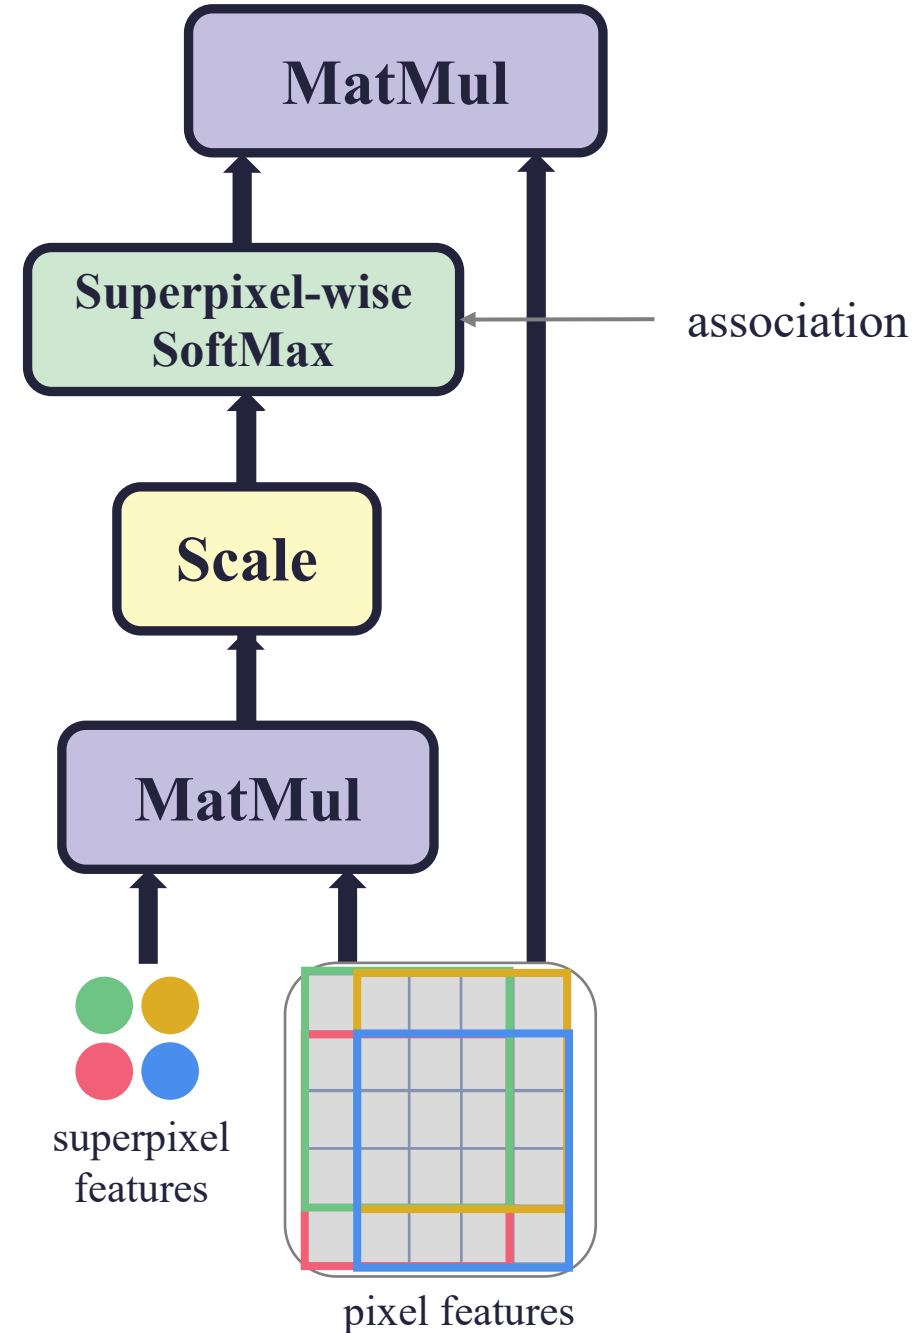 MatMul
Superpixel-wise
SoftMax
association
Scale
MatMul
superpixel
features
pixel features